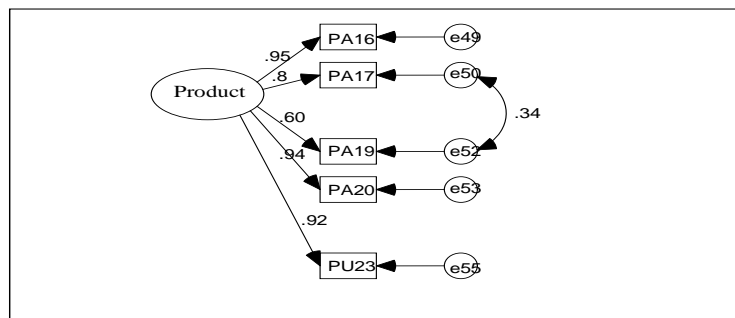 PA16 e49
.95
PA17 e50
.8
Product
.34
.60
PA19 e52
.94
PA20 e53
.92
PU23 e55